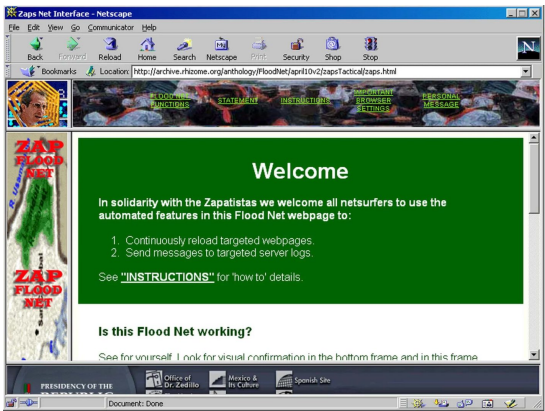 Zaps Net Interface - Netscape
File Edit View Go Communicator Help
Back Forward Reload Home Search Netscape Print Security Shop Stop
Bookmarks Location: http://archive.rhizome.org/anthology/FloodNet/april10v2/zapsTactical/zaps.html
FLOOD NET FUNCTIONS STATEMENT INSTRUCTIONS IMPORTANT BROWSER SETTINGS PERSONAL MESSAGE
ZAP
FLOOD
NET
ZAP
FLOOD
NET
Welcome
In solidarity with the Zapatistas we welcome all netsurfers to use the
automated features in this Flood Net webpage to:
1. Continuously reload targeted webpages.
2. Send messages to targeted server logs.
See "INSTRUCTIONS" for 'how to' details.
Is this Flood Net working?
See for yourself. Look for visual confirmation in the bottom frame and in this frame
PRESIDENCY OF THE
REPUBLIC
Office of
Dr. Zedillo
Mexico &
Its Culture
Spanish Site
Document: Done